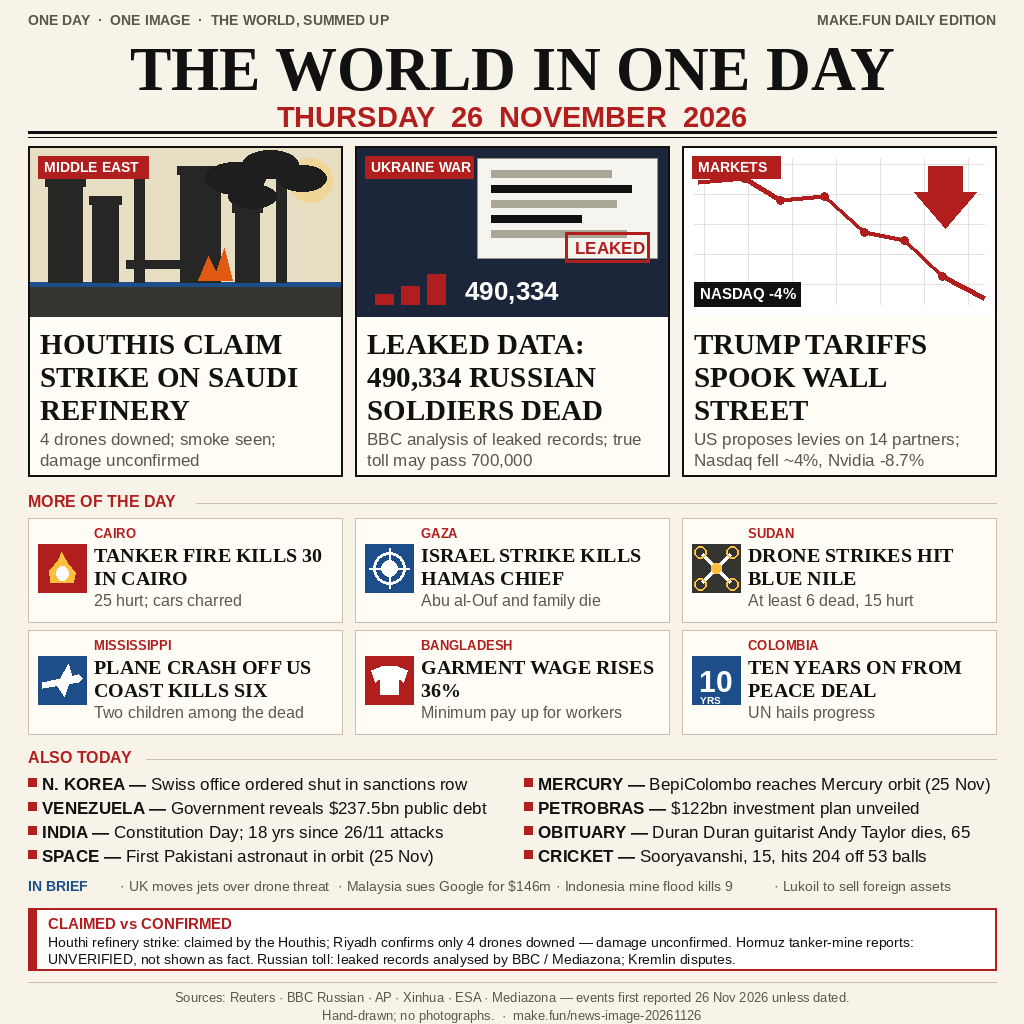 ONE DAY · ONE IMAGE · THE WORLD, SUMMED UP
MAKE.FUN DAILY EDITION
THE WORLD IN ONE DAY
THURSDAY 26 NOVEMBER 2026
MIDDLE EAST
HOUTHIS CLAIM
STRIKE ON SAUDI
REFINERY
4 drones downed; smoke seen;
damage unconfirmed
UKRAINE WAR
LEAKED
490,334
LEAKED DATA:
490,334 RUSSIAN
SOLDIERS DEAD
BBC analysis of leaked records; true
toll may pass 700,000
MARKETS
NASDAQ -4%
TRUMP TARIFFS
SPOOK WALL
STREET
US proposes levies on 14 partners;
Nasdaq fell ~4%, Nvidia -8.7%
MORE OF THE DAY
CAIRO
TANKER FIRE KILLS 30
IN CAIRO
25 hurt; cars charred
GAZA
ISRAEL STRIKE KILLS
HAMAS CHIEF
Abu al-Ouf and family die
SUDAN
DRONE STRIKES HIT
BLUE NILE
At least 6 dead, 15 hurt
MISSISSIPPI
PLANE CRASH OFF US
COAST KILLS SIX
Two children among the dead
BANGLADESH
GARMENT WAGE RISES
36%
Minimum pay up for workers
10
YRS
COLOMBIA
TEN YEARS ON FROM
PEACE DEAL
UN hails progress
ALSO TODAY
N. KOREA — Swiss office ordered shut in sanctions row
VENEZUELA — Government reveals $237.5bn public debt
INDIA — Constitution Day; 18 yrs since 26/11 attacks
SPACE — First Pakistani astronaut in orbit (25 Nov)
MERCURY — BepiColombo reaches Mercury orbit (25 Nov)
PETROBRAS — $122bn investment plan unveiled
OBITUARY — Duran Duran guitarist Andy Taylor dies, 65
CRICKET — Sooryavanshi, 15, hits 204 off 53 balls
IN BRIEF · UK moves jets over drone threat · Malaysia sues Google for $146m · Indonesia mine flood kills 9 · Lukoil to sell foreign assets
CLAIMED vs CONFIRMED
Houthi refinery strike: claimed by the Houthis; Riyadh confirms only 4 drones downed — damage unconfirmed. Hormuz tanker-mine reports:
UNVERIFIED, not shown as fact. Russian toll: leaked records analysed by BBC / Mediazona; Kremlin disputes.
Sources: Reuters · BBC Russian · AP · Xinhua · ESA · Mediazona — events first reported 26 Nov 2026 unless dated.
Hand-drawn; no photographs. · make.fun/news-image-20261126